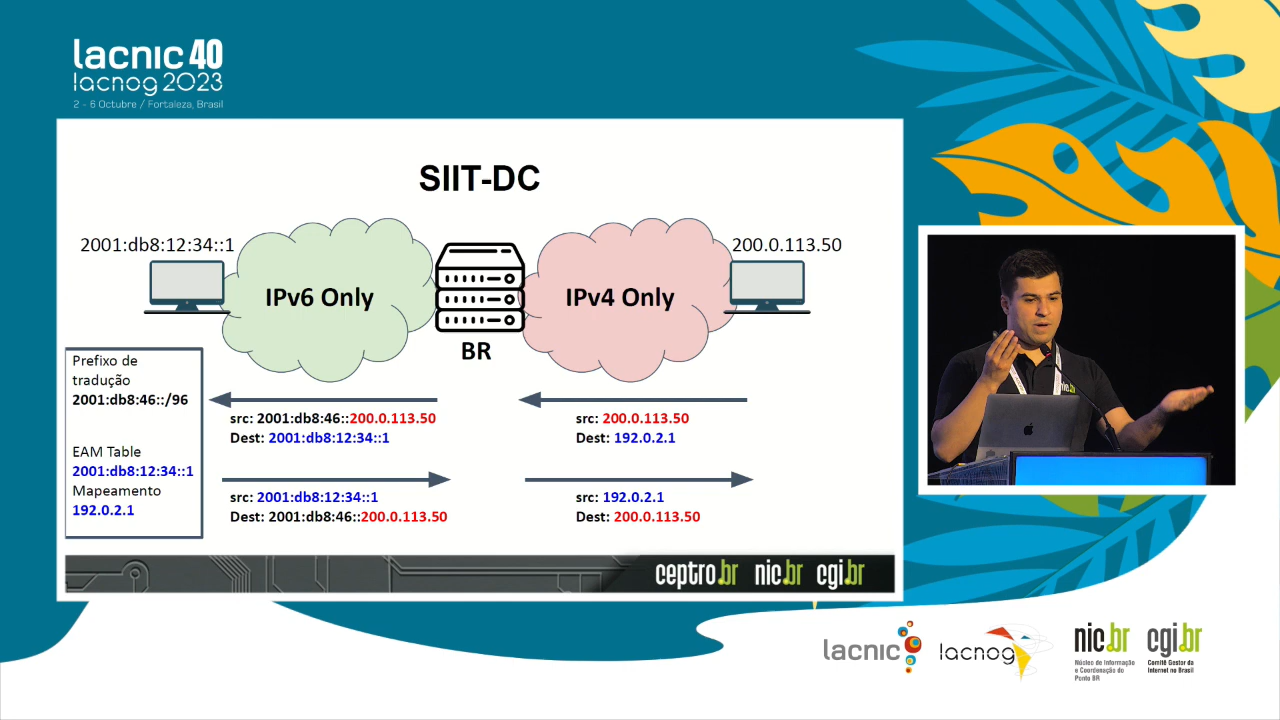 lacnic 40
lacnog 2023
2 - 6 Octubre / Fortaleza, Brasil
SIIT-DC
2001:db8:12:34::1
200.0.113.50
IPv6 Only
IPv4 Only
BR
Prefixo de
tradução
2001:db8:46::/96
EAM Table
2001:db8:12:34::1
Mapeamento
192.0.2.1
src: 2001:db8:46::200.0.113.50
Dest: 2001:db8:12:34::1
src: 200.0.113.50
Dest: 192.0.2.1
src: 2001:db8:12:34::1
Dest: 2001:db8:46::200.0.113.50
src: 192.0.2.1
Dest: 200.0.113.50
ceptro.br nic.br cgi.br
lacnic
lacnog
nic.br
Núcleo de Informação
e Coordenação do
Ponto BR
cgi.br
Comitê Gestor da
Internet no Brasil